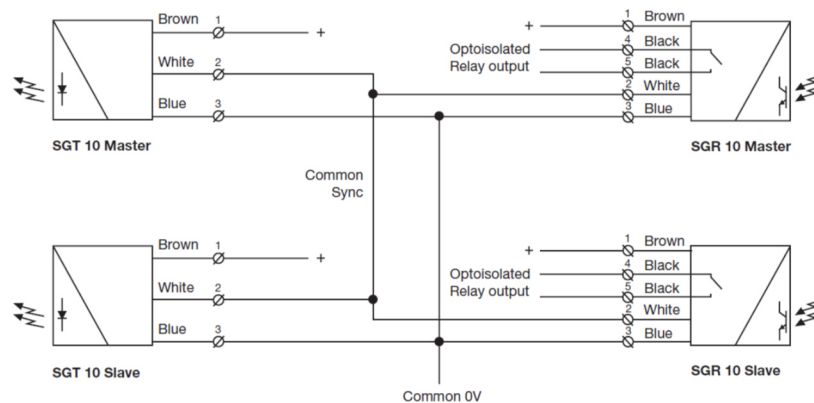 Brown 1 +
White 2
Blue 3
SGT 10 Master
1 Brown
+
4 Black
Optoisolated
Relay output
5 Black
2 White
3 Blue
SGR 10 Master
Common
Sync
Brown 1 +
White 2
Blue 3
SGT 10 Slave
1 Brown
+
4 Black
Optoisolated
Relay output
5 Black
2 White
3 Blue
SGR 10 Slave
Common 0V